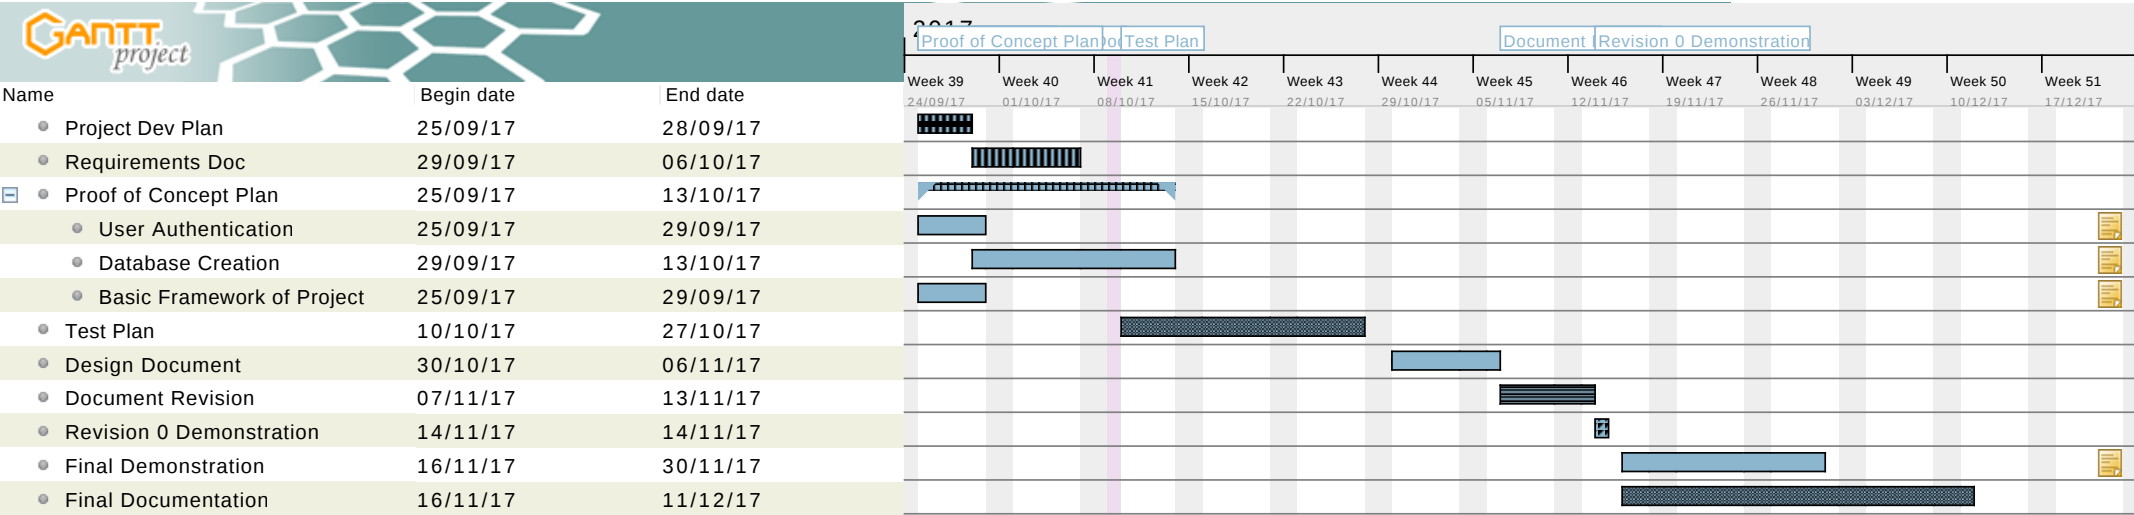 GANTT
project
2017
Proof of Concept Plan Test Plan Document Revision 0 Demonstration
Week 39 Week 40 Week 41 Week 42 Week 43 Week 44 Week 45 Week 46 Week 47 Week 48 Week 49 Week 50 Week 51
24/09/17 01/10/17 08/10/17 15/10/17 22/10/17 29/10/17 05/11/17 12/11/17 19/11/17 26/11/17 03/12/17 10/12/17 17/12/17
Name Begin date End date
Project Dev Plan 25/09/17 28/09/17
Requirements Doc 29/09/17 06/10/17
Proof of Concept Plan 25/09/17 13/10/17
User Authentication 25/09/17 29/09/17
Database Creation 29/09/17 13/10/17
Basic Framework of Project 25/09/17 29/09/17
Test Plan 10/10/17 27/10/17
Design Document 30/10/17 06/11/17
Document Revision 07/11/17 13/11/17
Revision 0 Demonstration 14/11/17 14/11/17
Final Demonstration 16/11/17 30/11/17
Final Documentation 16/11/17 11/12/17